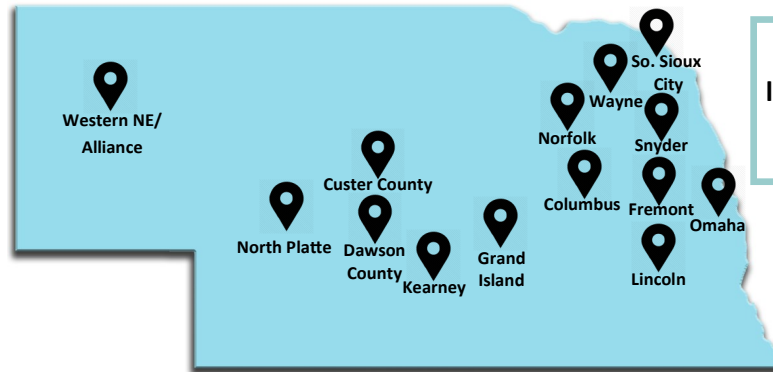 So. Sioux
City
Wayne
Western NE/
Alliance
Norfolk
Snyder
Custer County
Columbus
Fremont
Omaha
North Platte
Dawson
County
Kearney
Grand
Island
Lincoln